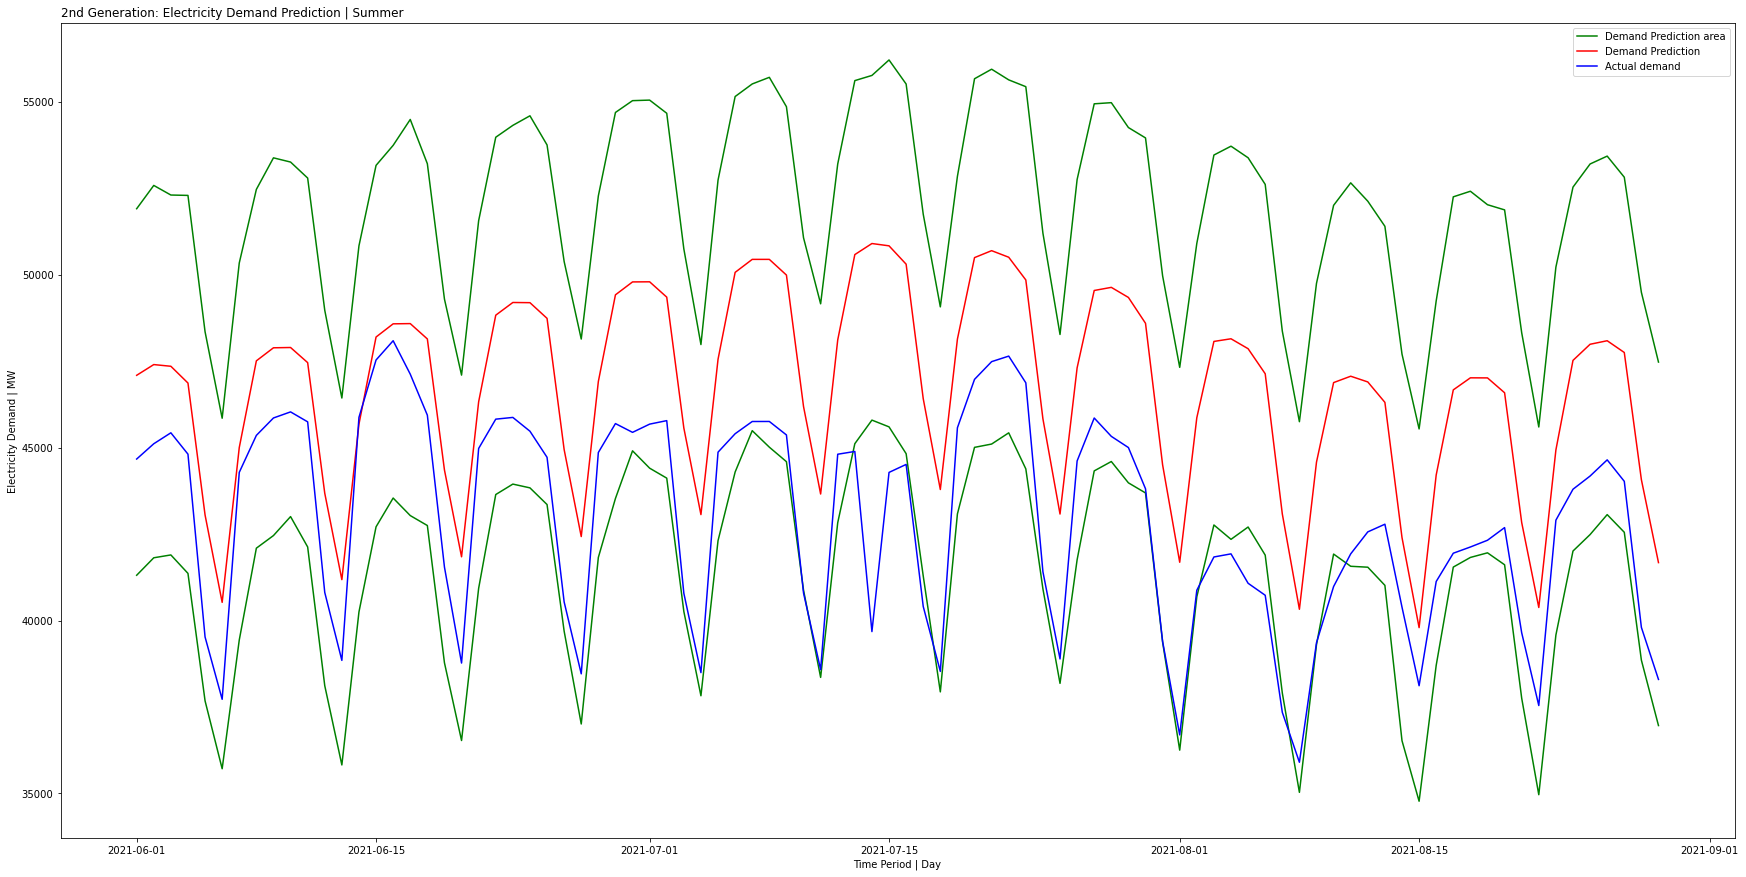 2nd Generation: Electricity Demand Prediction | Summer
Demand Prediction area
Demand Prediction
Actual demand
55000
50000
45000
40000
35000
Electricity Demand | MW
2021-06-01
2021-06-15
2021-07-01
2021-07-15
2021-08-01
2021-08-15
2021-09-01
Time Period | Day